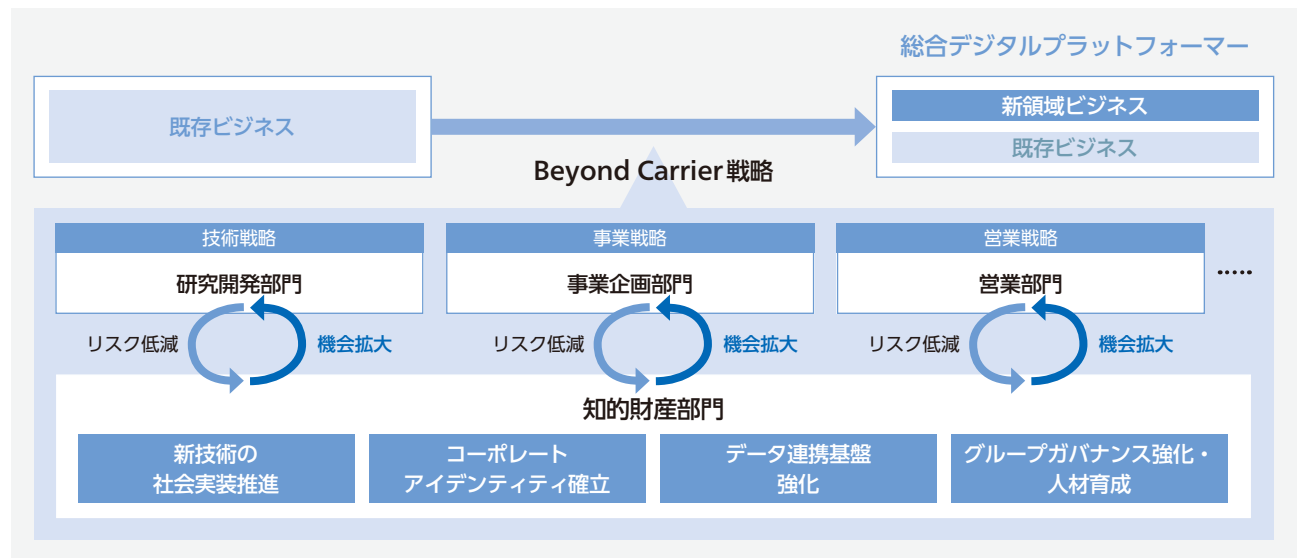 総合デジタルプラットフォーマー
既存ビジネス
新領域ビジネス
既存ビジネス
Beyond Carrier戦略
技術戦略
研究開発部門
事業戦略
事業企画部門
営業戦略
営業部門
.....
リスク低減
機会拡大
リスク低減
機会拡大
リスク低減
機会拡大
知的財産部門
新技術の
社会実装推進
コーポレート
アイデンティティ確立
データ連携基盤
強化
グループガバナンス強化・
人材育成